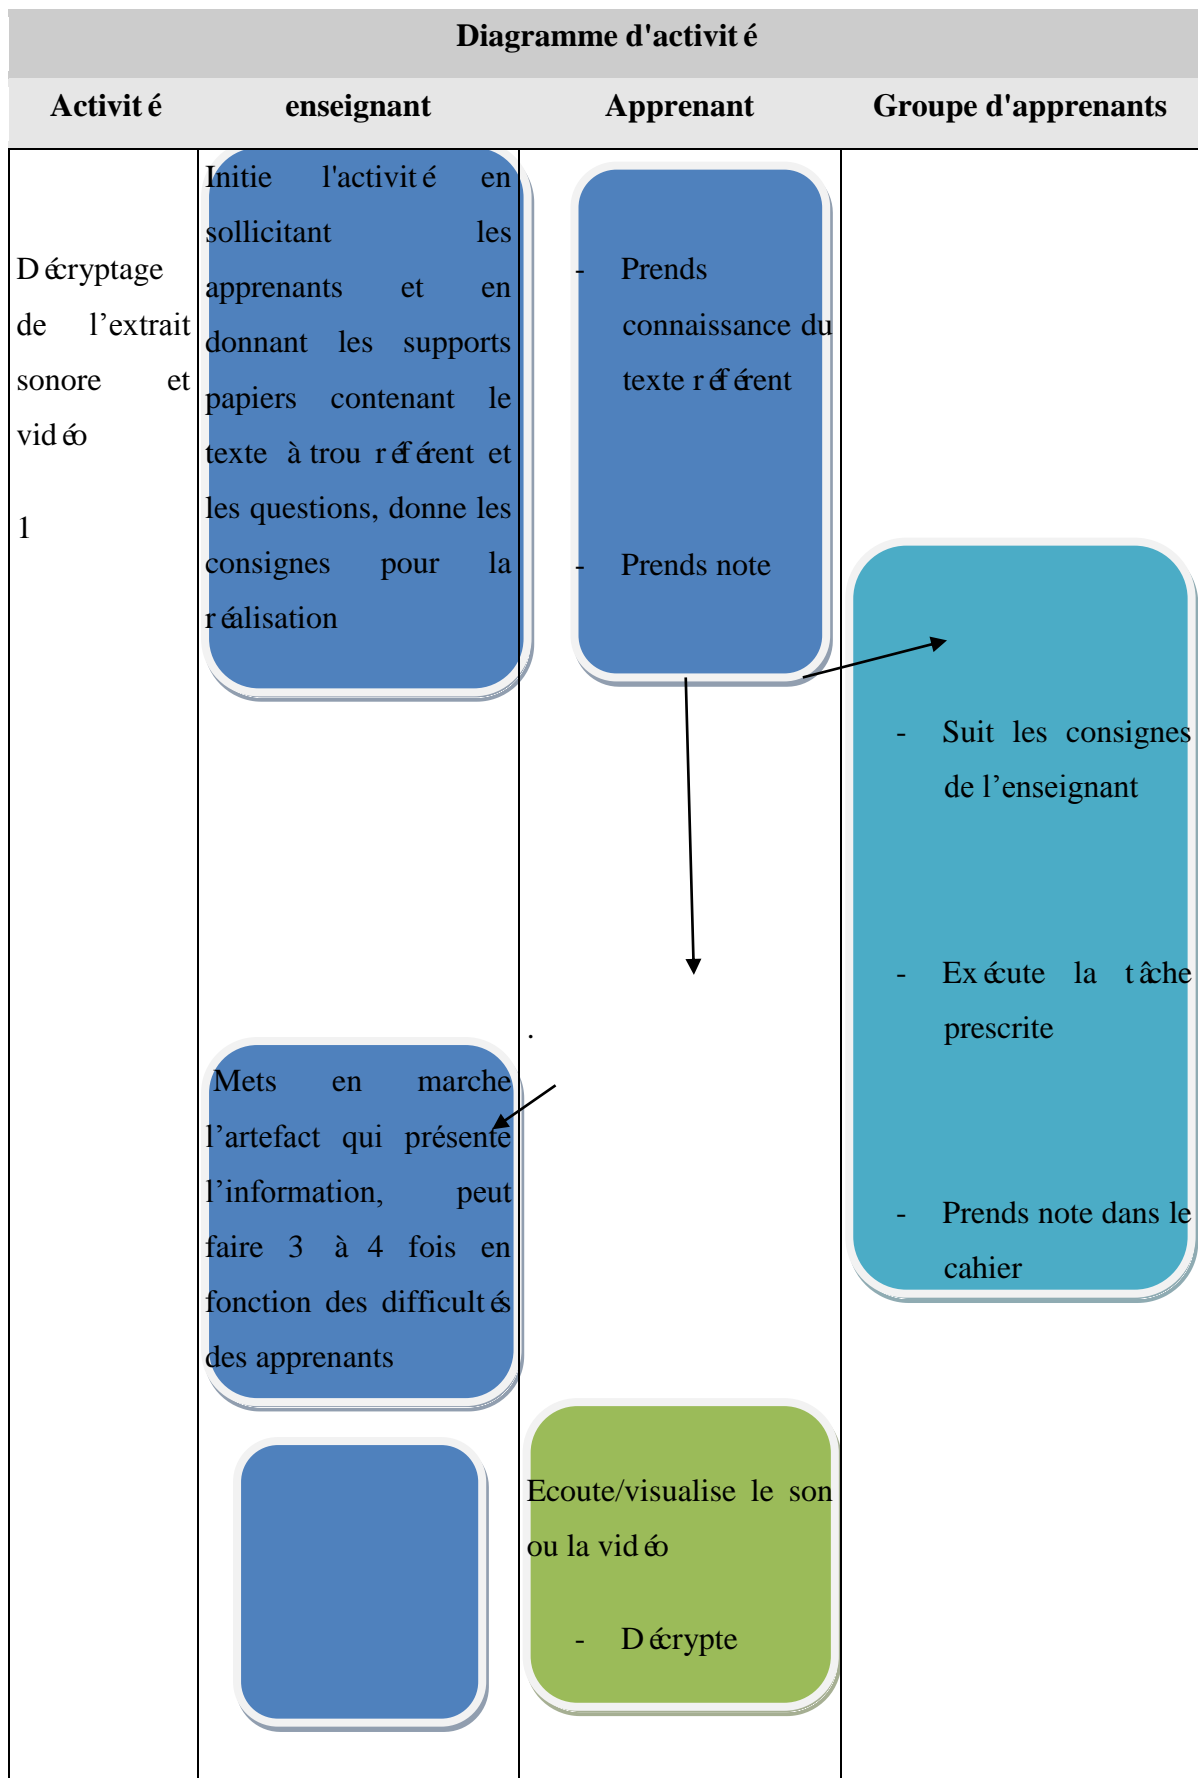 Diagramme d'activité
Activité enseignant Apprenant Groupe d'apprenants
Décryptage
de l’extrait
sonore et
vidéo
1
Initie l'activité en
sollicitant les
apprenants et en
donnant les supports
papiers contenant le
texte à trou référent et
les questions, donne les
consignes pour la
réalisation
- Prends
connaissance du
texte référent
- Prends note
- Suit les consignes
de l’enseignant
- Exécute la tâche
prescrite
- Prends note dans le
cahier
.
Mets en marche
l’artefact qui présente
l’information, peut
faire 3 à 4 fois en
fonction des difficultés
des apprenants
Ecoute/visualise le son
ou la vidéo
- Décrypte